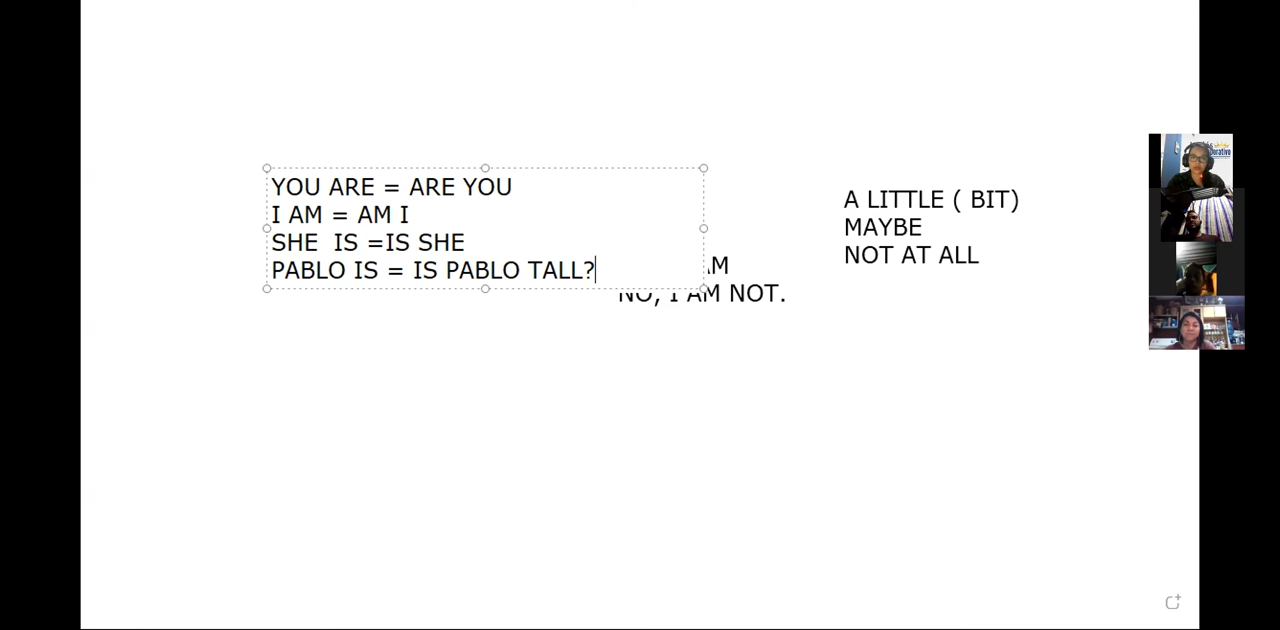 YOU ARE = ARE YOU
I AM = AM I
SHE  IS =IS SHE
PABLO IS = IS PABLO TALL?
NO, I AM NOT.
A LITTLE ( BIT)
MAYBE
NOT AT ALL